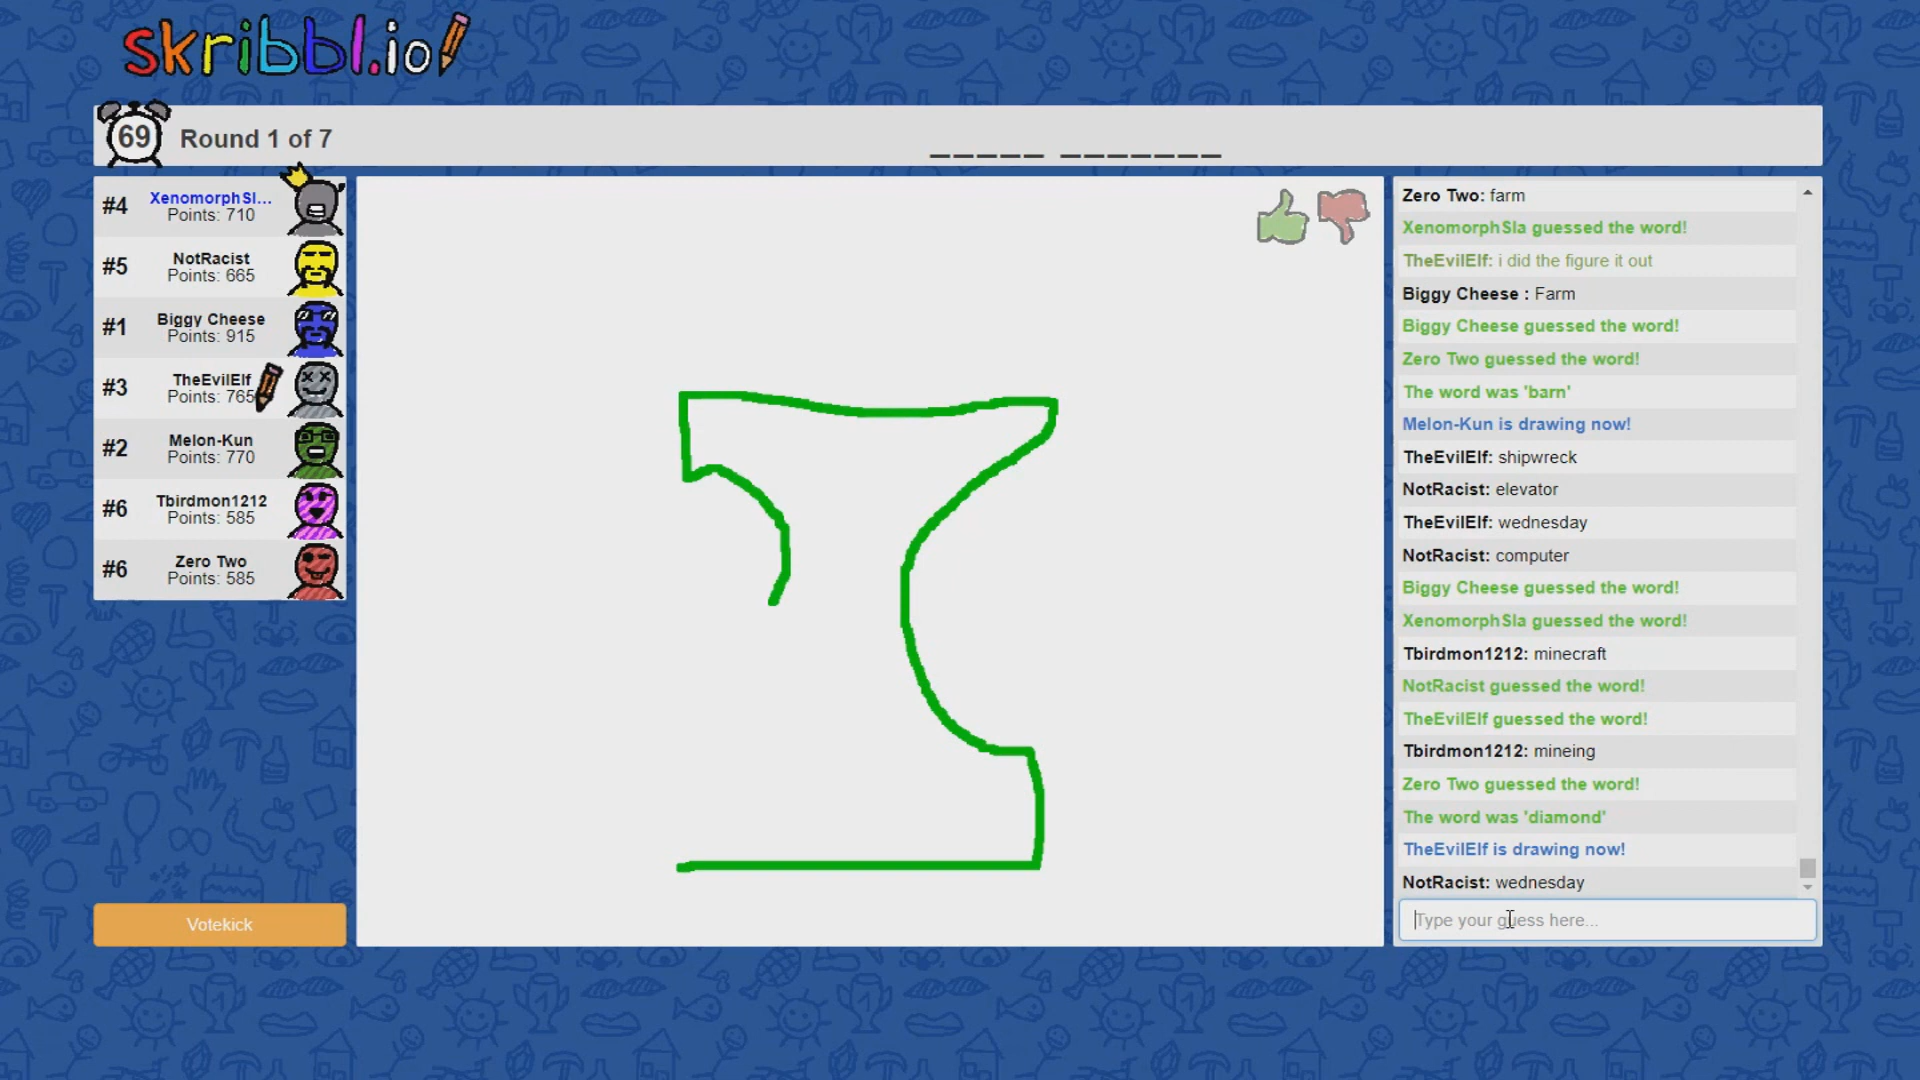 skribbl.io
69
Round 1 of 7
_____ _______
#4
XenomorphSl...
Points: 710
#5
NotRacist
Points: 665
#1
Biggy Cheese
Points: 915
#3
TheEvilElf
Points: 765
#2
Melon-Kun
Points: 770
#6
Tbirdmon1212
Points: 585
#6
Zero Two
Points: 585
Votekick
Zero Two: farm
XenomorphSla guessed the word!
TheEvilElf: i did the figure it out
Biggy Cheese : Farm
Biggy Cheese guessed the word!
Zero Two guessed the word!
The word was 'barn'
Melon-Kun is drawing now!
TheEvilElf: shipwreck
NotRacist: elevator
TheEvilElf: wednesday
NotRacist: computer
Biggy Cheese guessed the word!
XenomorphSla guessed the word!
Tbirdmon1212: minecraft
NotRacist guessed the word!
TheEvilElf guessed the word!
Tbirdmon1212: mineing
Zero Two guessed the word!
The word was 'diamond'
TheEvilElf is drawing now!
NotRacist: wednesday
Type your guess here...